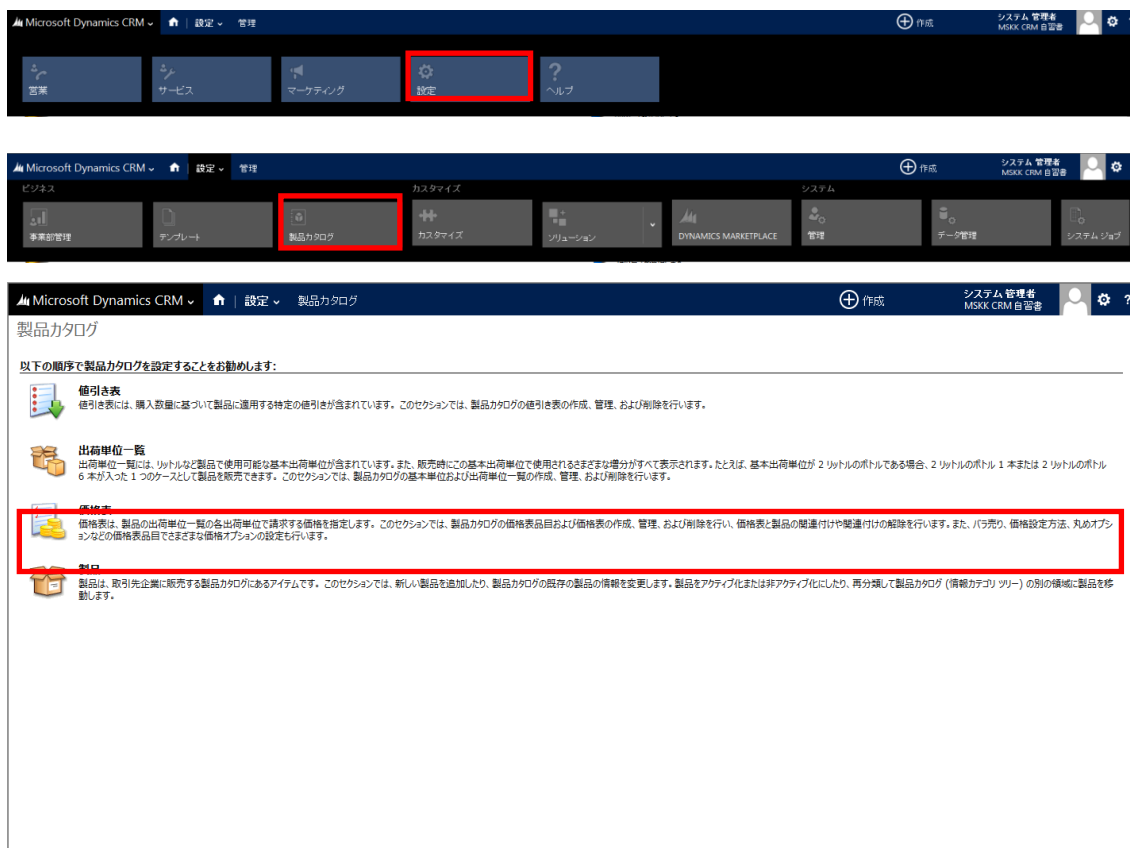 Microsoft Dynamics CRM 設定 管理 作成 システム 管理者
MSKK CRM 自習書
営業 サービス マーケティング 設定 ヘルプ
Microsoft Dynamics CRM 設定 管理 作成 システム 管理者
MSKK CRM 自習書
ビジネス カスタマイズ システム
事業部管理 テンプレート 製品カタログ カスタマイズ ソリューション DYNAMICS MARKETPLACE 管理 データ管理 システム ジョブ
Microsoft Dynamics CRM 設定 製品カタログ 作成 システム 管理者
MSKK CRM 自習書
製品カタログ
以下の順序で製品カタログを設定することをお勧めします:
値引き表
値引き表には、購入数量に基づいて製品に適用する特定の値引きが含まれています。このセクションでは、製品カタログの値引き表の作成、管理、および削除を行います。
出荷単位一覧
出荷単位一覧には、リットルなど製品で使用可能な基本出荷単位が含まれています。また、販売時にこの基本出荷単位で使用されるさまざまな増分がすべて表示されます。たとえば、基本出荷単位が 2 リットルのボトルである場合、2 リットルのボトル 1 本または 2 リットルのボトル
6 本が入った 1 つのケースとして製品を販売できます。このセクションでは、製品カタログの基本単位および出荷単位一覧の作成、管理、および削除を行います。
価格表
価格表は、製品の出荷単位一覧の各出荷単位で請求する価格を指定します。このセクションでは、製品カタログの価格表品目および価格表の作成、管理、および削除を行い、価格表と製品の関連付けや関連付けの解除を行います。また、バラ売り、価格設定方法、丸めオプシ
ョンなどの価格表品目でさまざまな価格オプションの設定も行います。
製品
製品は、取引先企業に販売する製品カタログにあるアイテムです。このセクションでは、新しい製品を追加したり、製品カタログの既存の製品の情報を変更します。製品をアクティブ化または非アクティブ化にしたり、再分類して製品カタログ (情報カテゴリ ツリー) の別の領域に製品を移
動します。